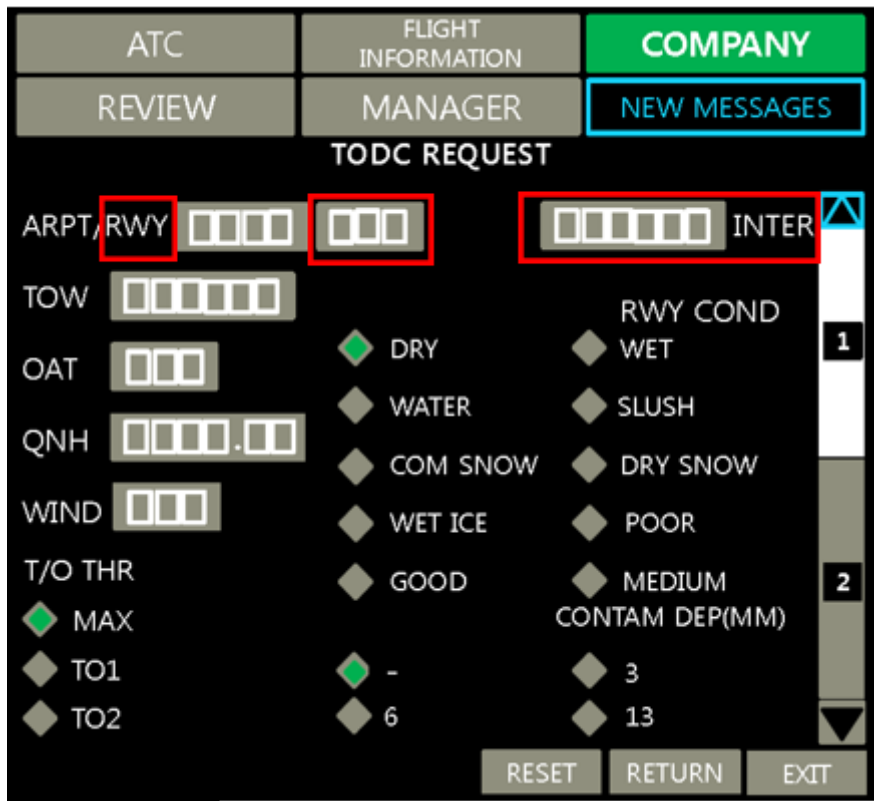 ATC
FLIGHT
INFORMATION
COMPANY
REVIEW
MANAGER
NEW MESSAGES
TODC REQUEST
ARPT/RWY
INTER
TOW
RWY COND
DRY
WET
1
OAT
WATER
SLUSH
QNH
.
COM SNOW
DRY SNOW
WIND
WET ICE
POOR
T/O THR
GOOD
MEDIUM
2
MAX
CONTAM DEP(MM)
TO1
-
3
TO2
6
13
RESET
RETURN
EXIT